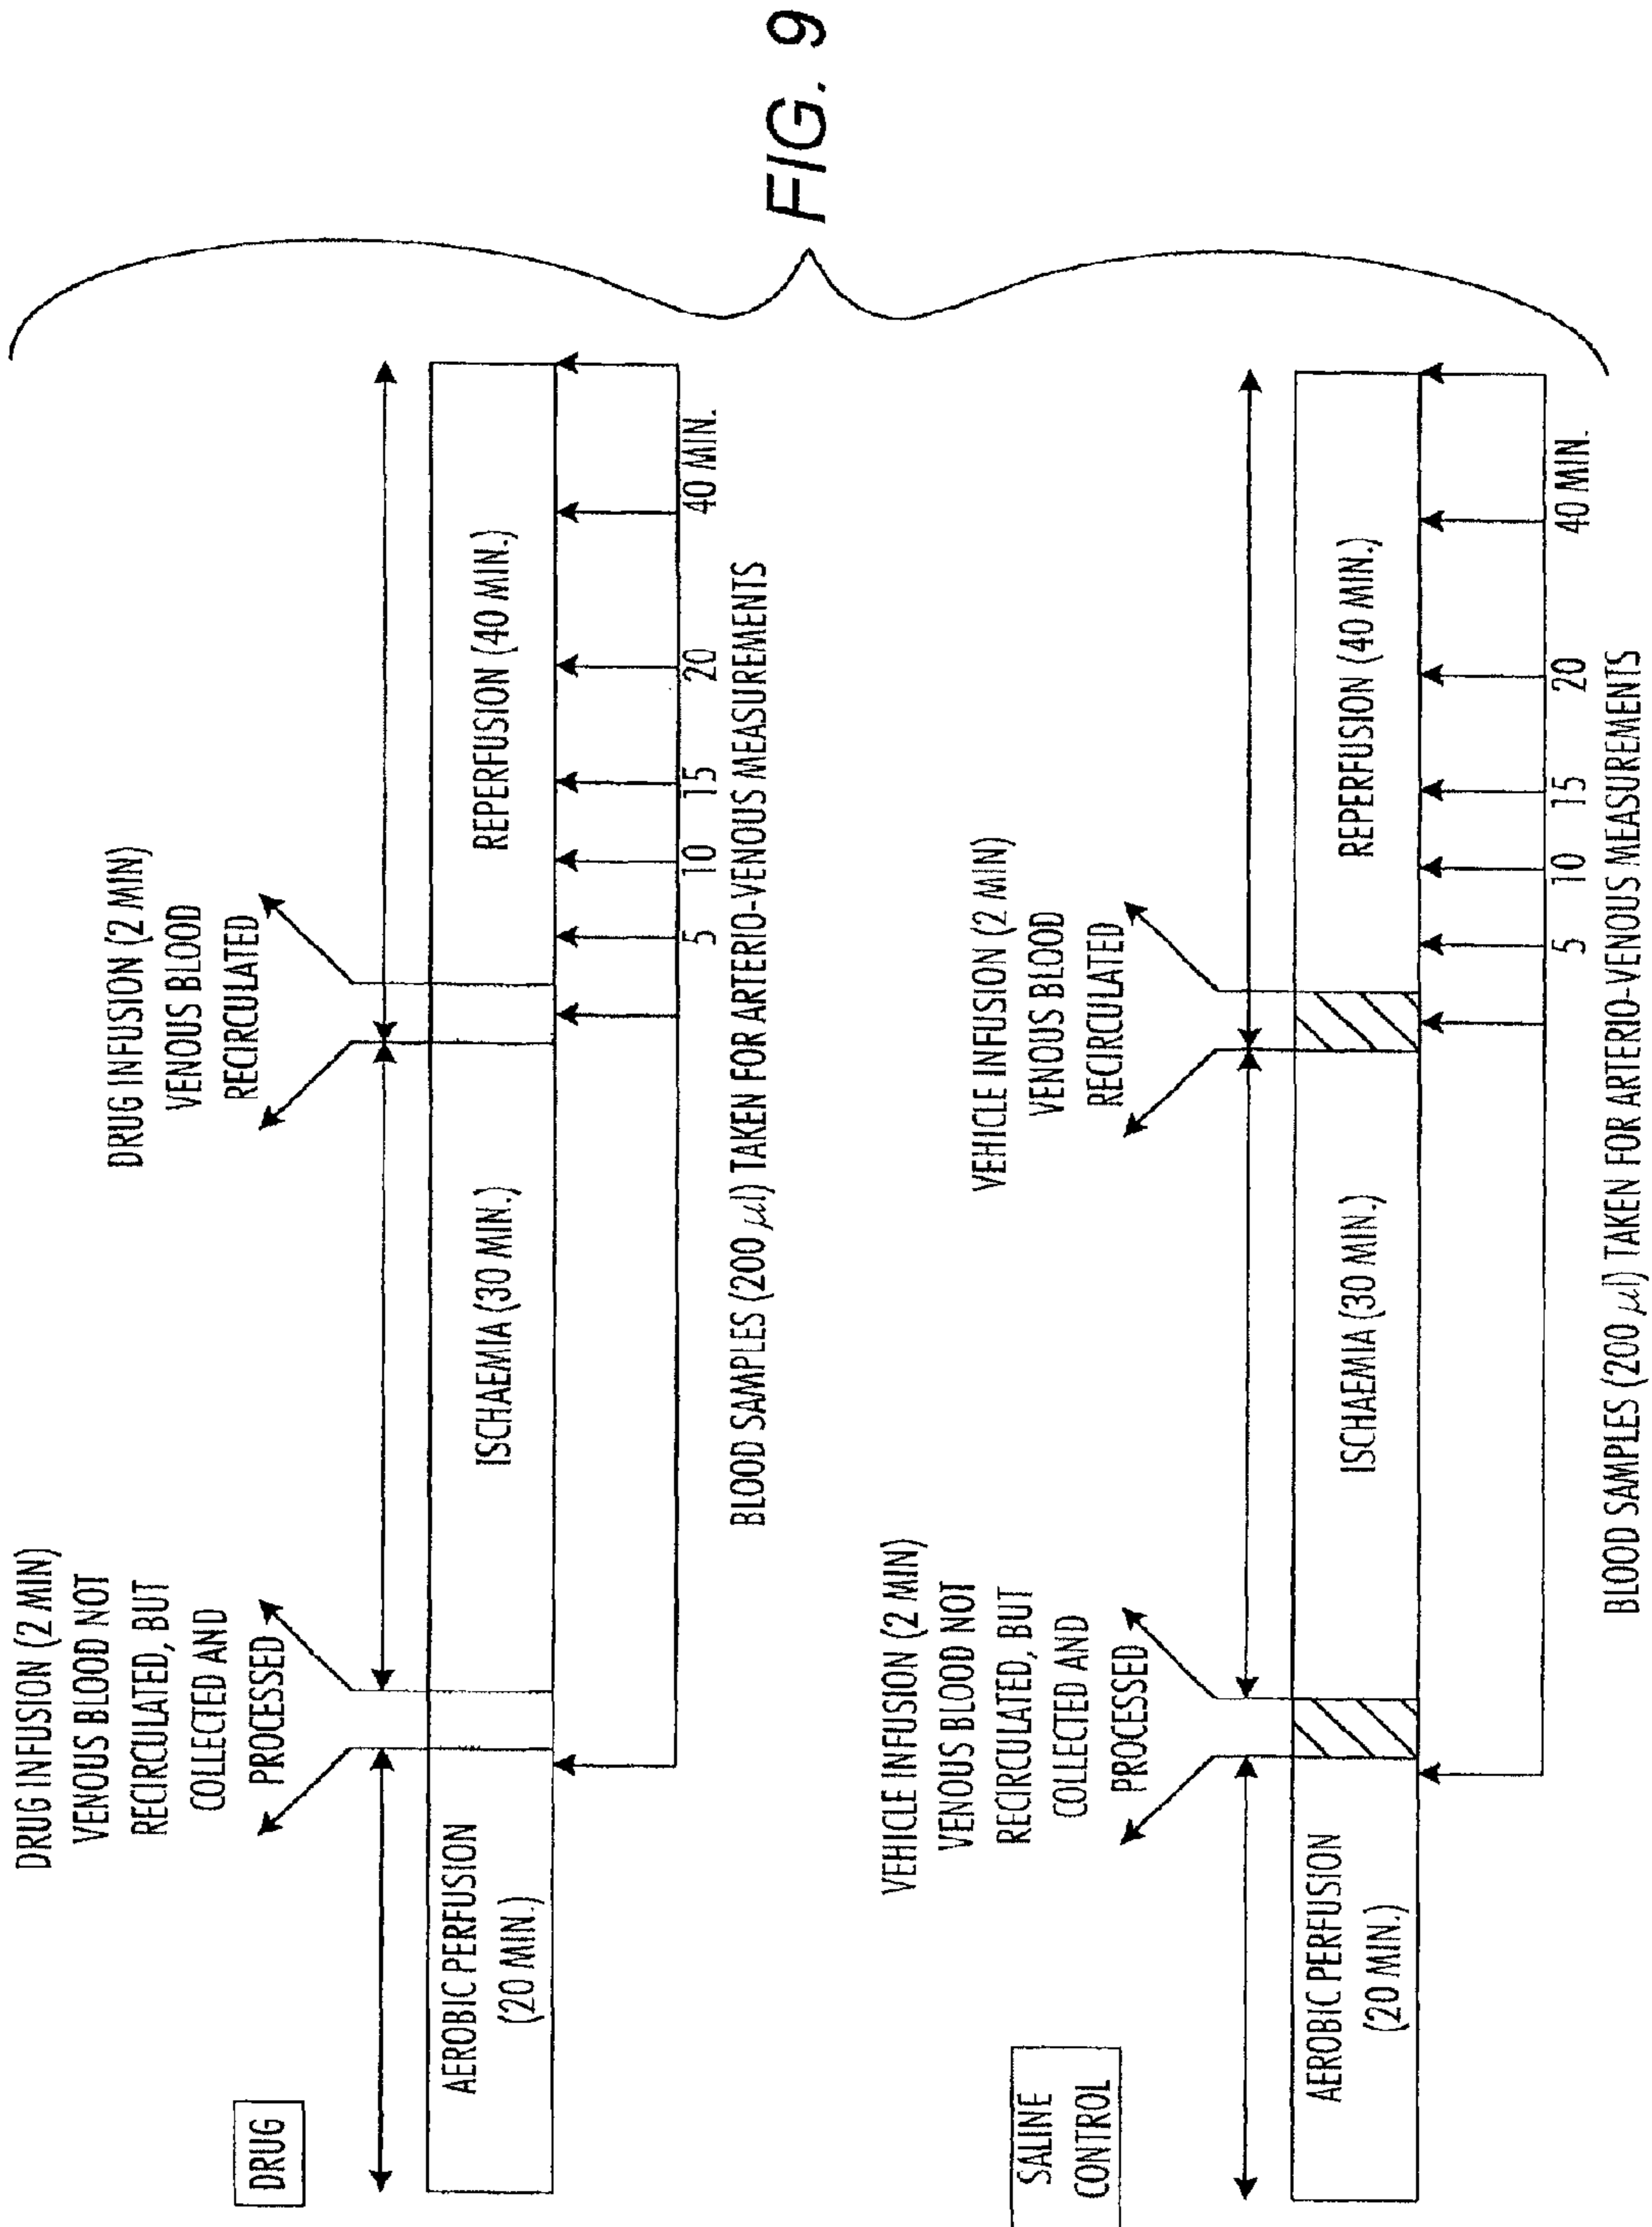 FIG. 9
DRUG
DRUG INFUSION (2 MIN)
VENOUS BLOOD NOT
RECIRCULATED, BUT
COLLECTED AND
PROCESSED
DRUG INFUSION (2 MIN)
VENOUS BLOOD
RECIRCULATED
AEROBIC PERFUSION
(20 MIN.)
ISCHAEMIA (30 MIN.)
REPERFUSION (40 MIN.)
5 10 15 20 40 MIN.
BLOOD SAMPLES (200 μl) TAKEN FOR ARTERIO-VENOUS MEASUREMENTS
SALINE
CONTROL
VEHICLE INFUSION (2 MIN)
VENOUS BLOOD NOT
RECIRCULATED, BUT
COLLECTED AND
PROCESSED
VEHICLE INFUSION (2 MIN)
VENOUS BLOOD
RECIRCULATED
AEROBIC PERFUSION
(20 MIN.)
ISCHAEMIA (30 MIN.)
REPERFUSION (40 MIN.)
5 10 15 20 40 MIN.
BLOOD SAMPLES (200 μl) TAKEN FOR ARTERIO-VENOUS MEASUREMENTS